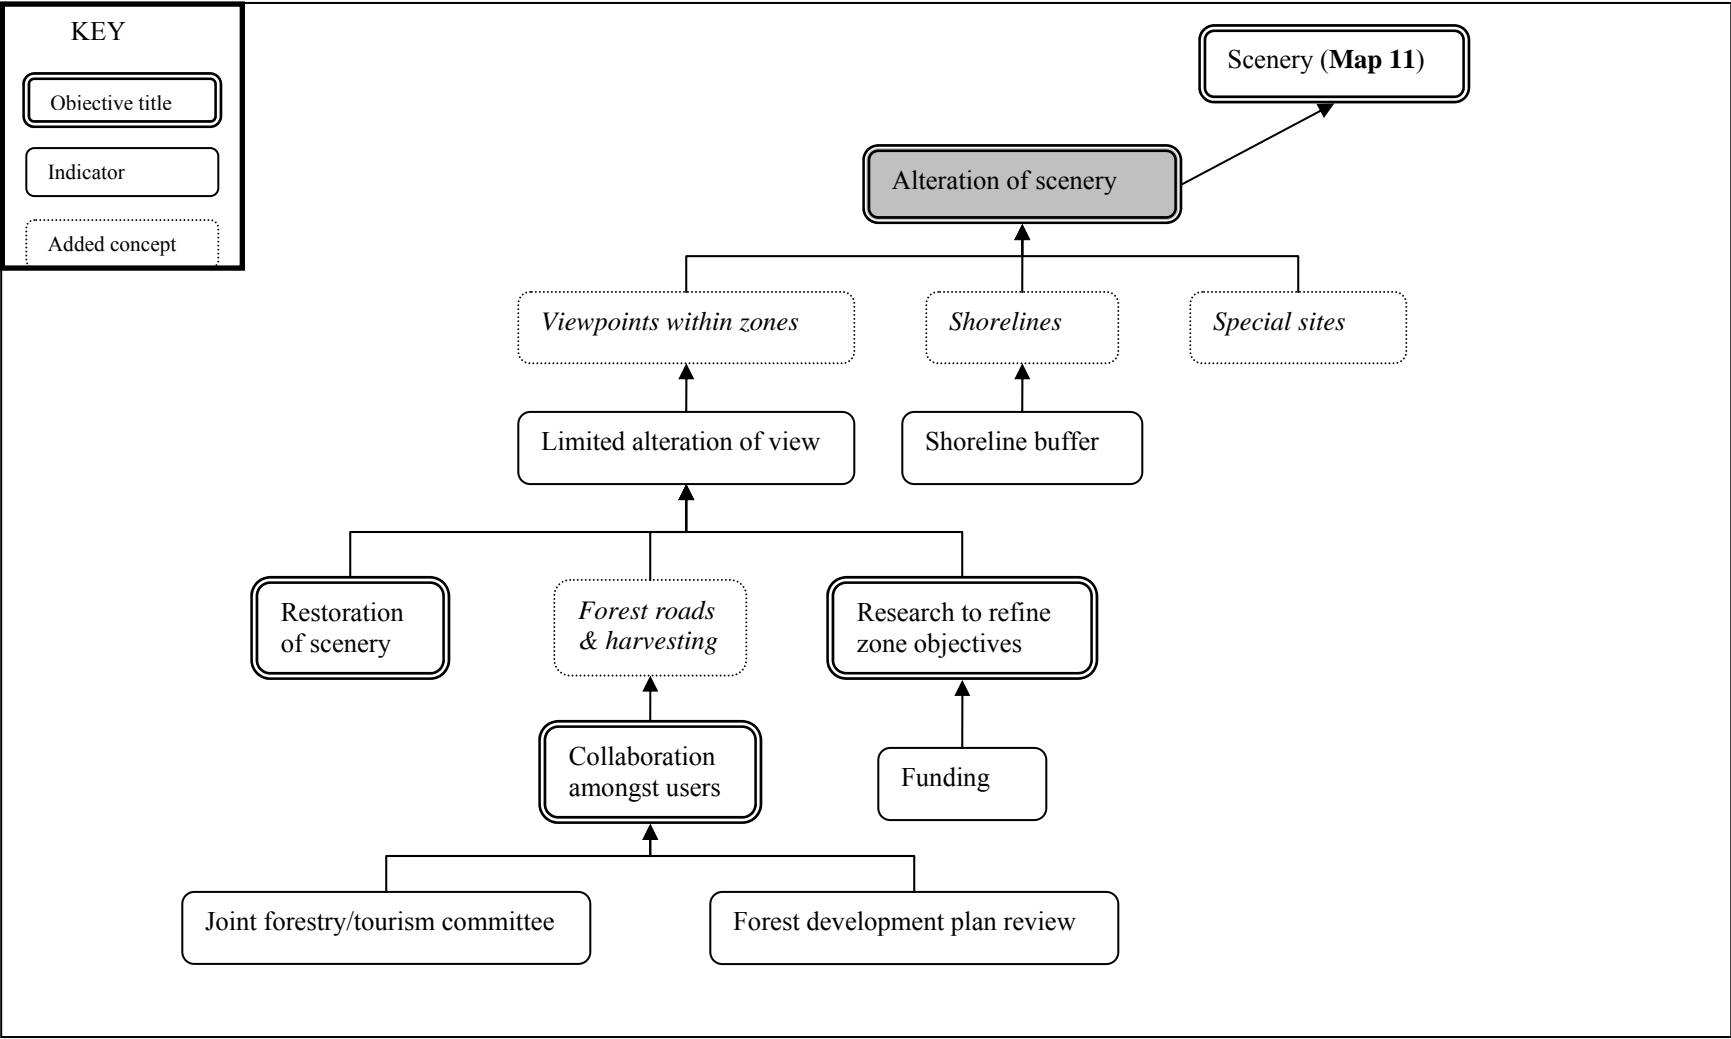 KEY
Objective title
Indicator
Added concept
Scenery (Map 11)
Alteration of scenery
Viewpoints within zones
Shorelines
Special sites
Limited alteration of view
Shoreline buffer
Restoration
of scenery
Forest roads
& harvesting
Research to refine
zone objectives
Collaboration
amongst users
Funding
Joint forestry/tourism committee
Forest development plan review